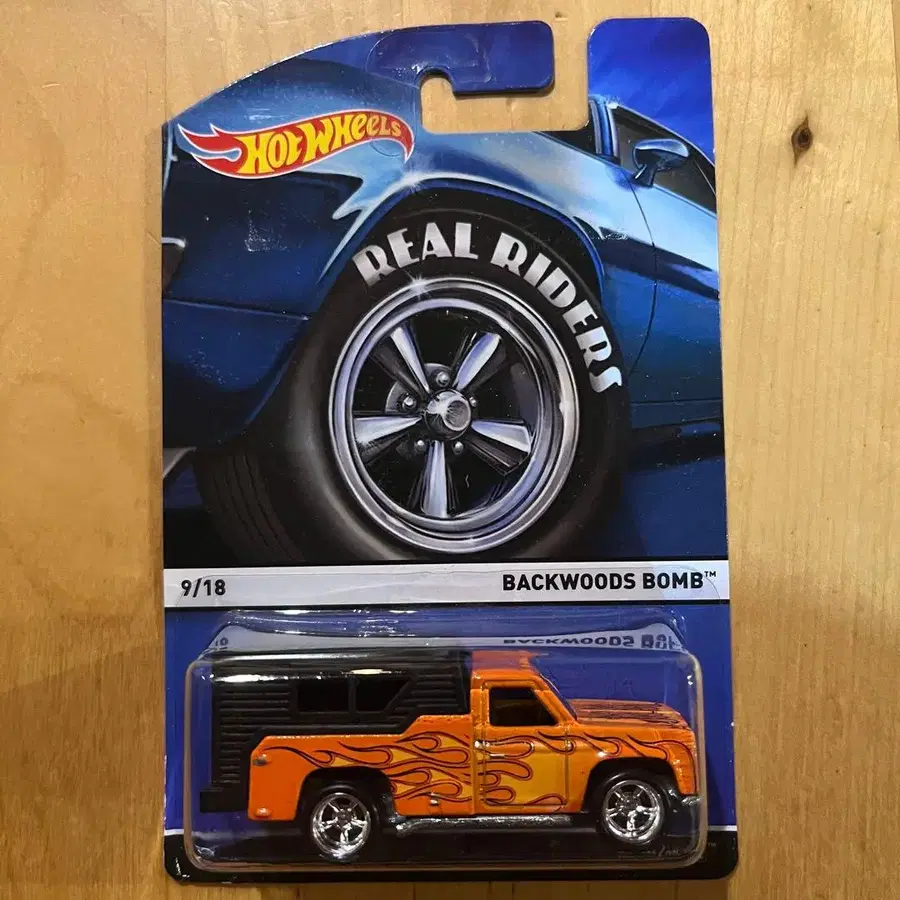 HOT WHEELS
REAL RIDERS
9/18
BACKWOODS BOMB™